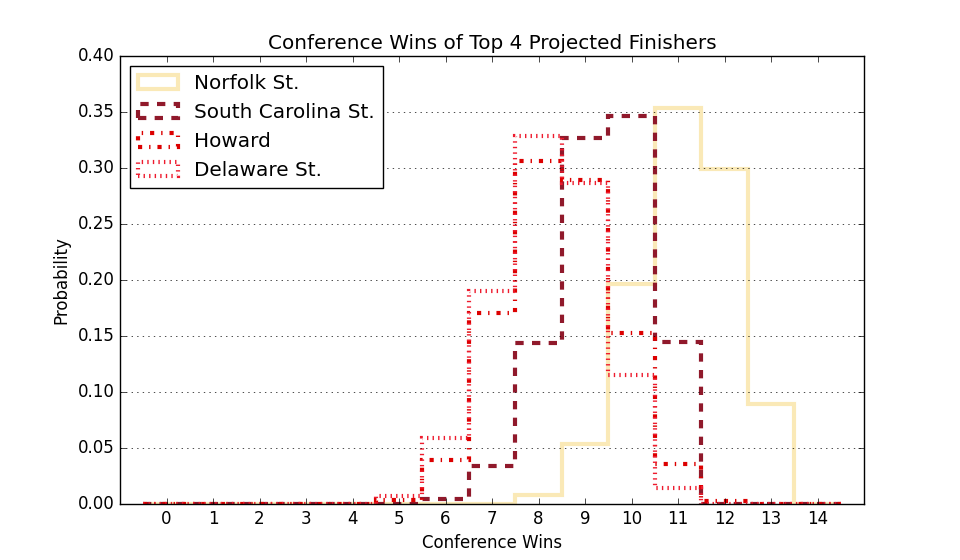 Conference Wins of Top 4 Projected Finishers
0.40
0.35
0.30
0.25
0.20
0.15
0.10
0.05
0.00
Probability
Norfolk St.
South Carolina St.
Howard
Delaware St.
0 1 2 3 4 5 6 7 8 9 10 11 12 13 14
Conference Wins